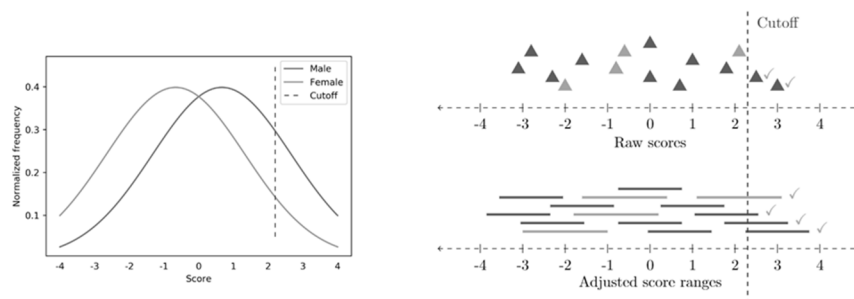 Normalized frequency
0.4
0.3
0.2
0.1
-4 -3 -2 -1 0 1 2 3 4
Score
Male
Female
Cutoff
Cutoff
-4 -3 -2 -1 0 1 2 3 4
Raw scores
-4 -3 -2 -1 0 1 2 3 4
Adjusted score ranges